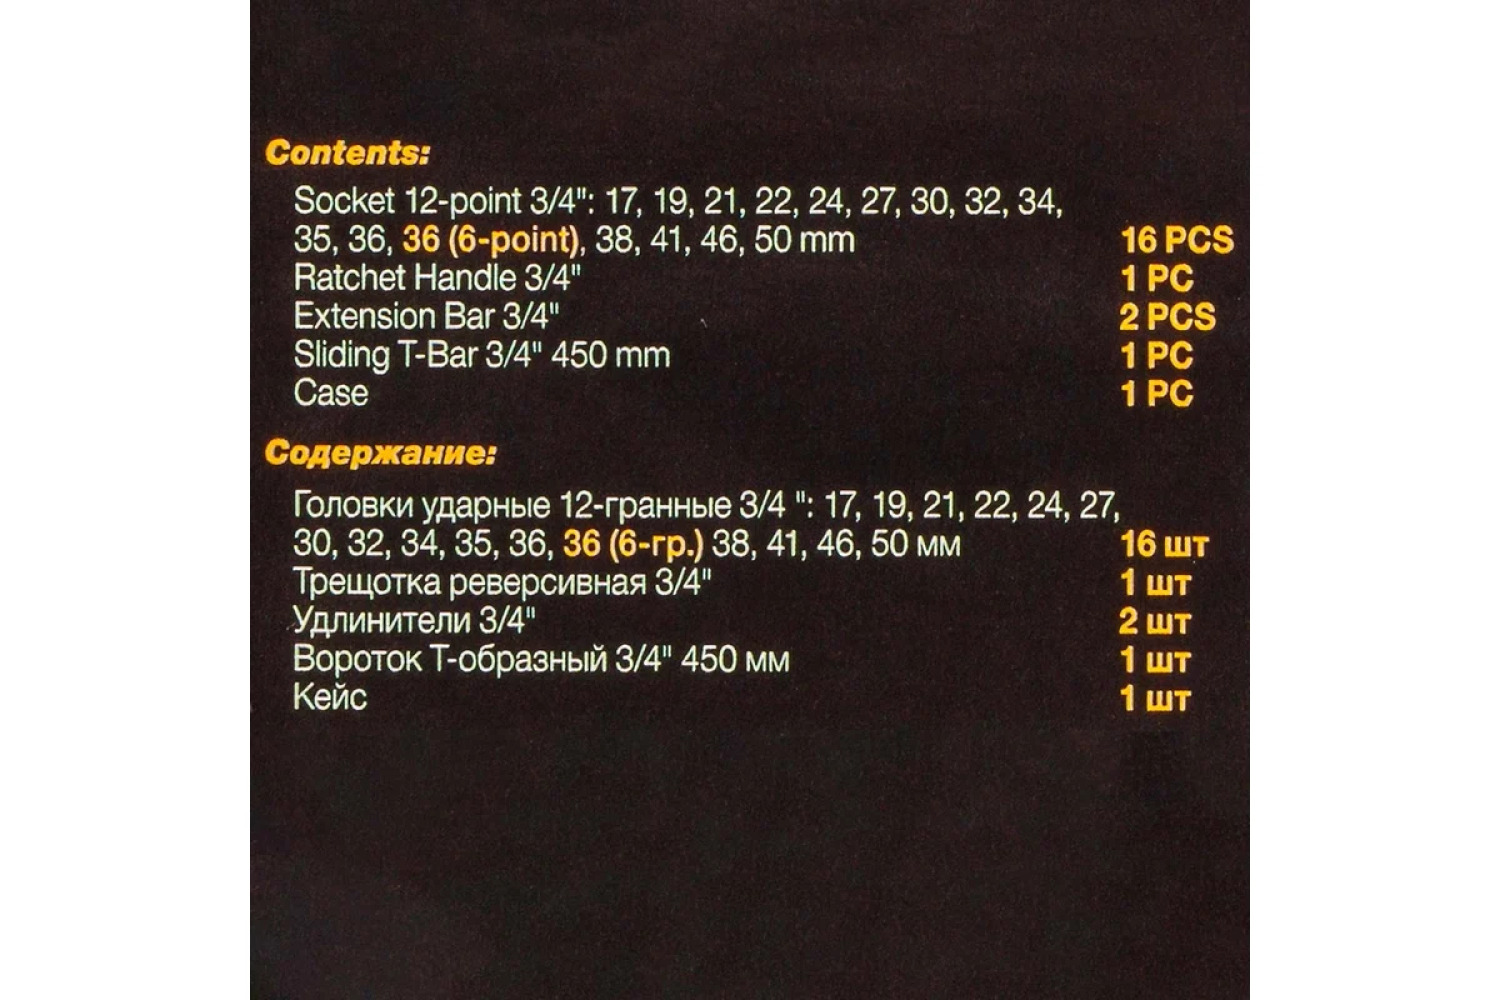 Contents:
Socket 12-point 3/4": 17, 19, 21, 22, 24, 27, 30, 32, 34,
35, 36, 36 (6-point), 38, 41, 46, 50 mm 16 PCS
Ratchet Handle 3/4" 1 PC
Extension Bar 3/4" 2 PCS
Sliding T-Bar 3/4" 450 mm 1 PC
Case 1 PC
Содержание:
Головки ударные 12-гранные 3/4 ": 17, 19, 21, 22, 24, 27,
30, 32, 34, 35, 36, 36 (6-гр.) 38, 41, 46, 50 мм 16 шт
Трещотка реверсивная 3/4" 1 шт
Удлинители 3/4" 2 шт
Вороток Т-образный 3/4" 450 мм 1 шт
Кейс 1 шт